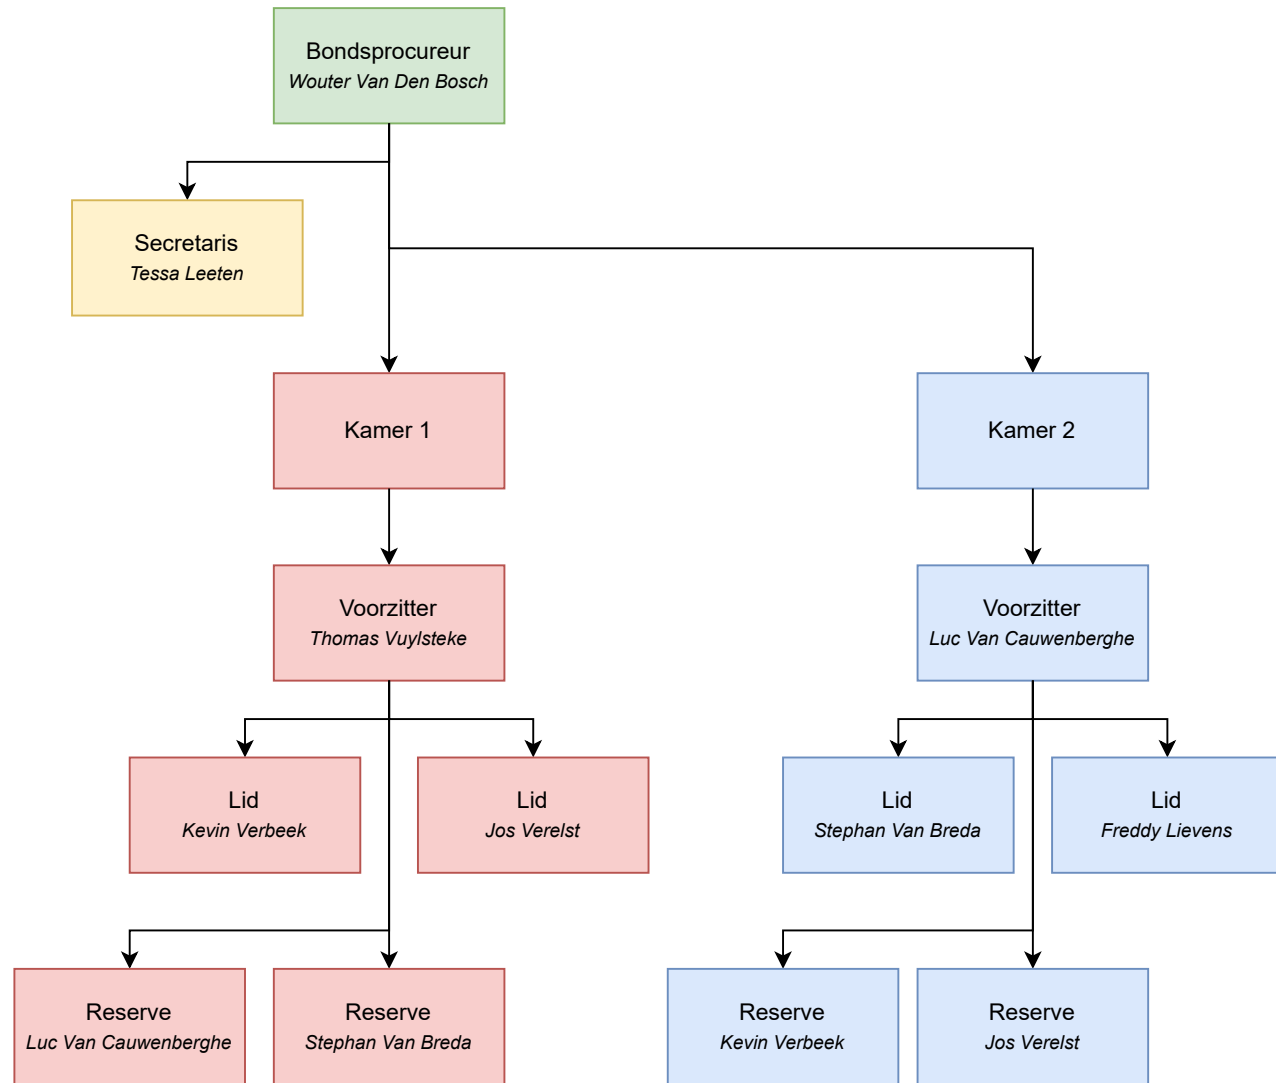 Bondsprocureur
Wouter Van Den Bosch
Secretaris
Tessa Leeten
Kamer 1
Kamer 2
Voorzitter
Thomas Vuylsteke
Voorzitter
Luc Van Cauwenberghe
Lid
Kevin Verbeek
Lid
Jos Verelst
Lid
Stephan Van Breda
Lid
Freddy Lievens
Reserve
Luc Van Cauwenberghe
Reserve
Stephan Van Breda
Reserve
Kevin Verbeek
Reserve
Jos Verelst